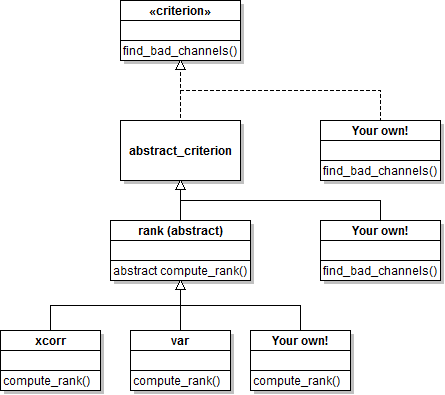 «criterion»
find_bad_channels()
abstract_criterion
Your own!
find_bad_channels()
rank (abstract)
abstract compute_rank()
Your own!
find_bad_channels()
xcorr
compute_rank()
var
compute_rank()
Your own!
compute_rank()